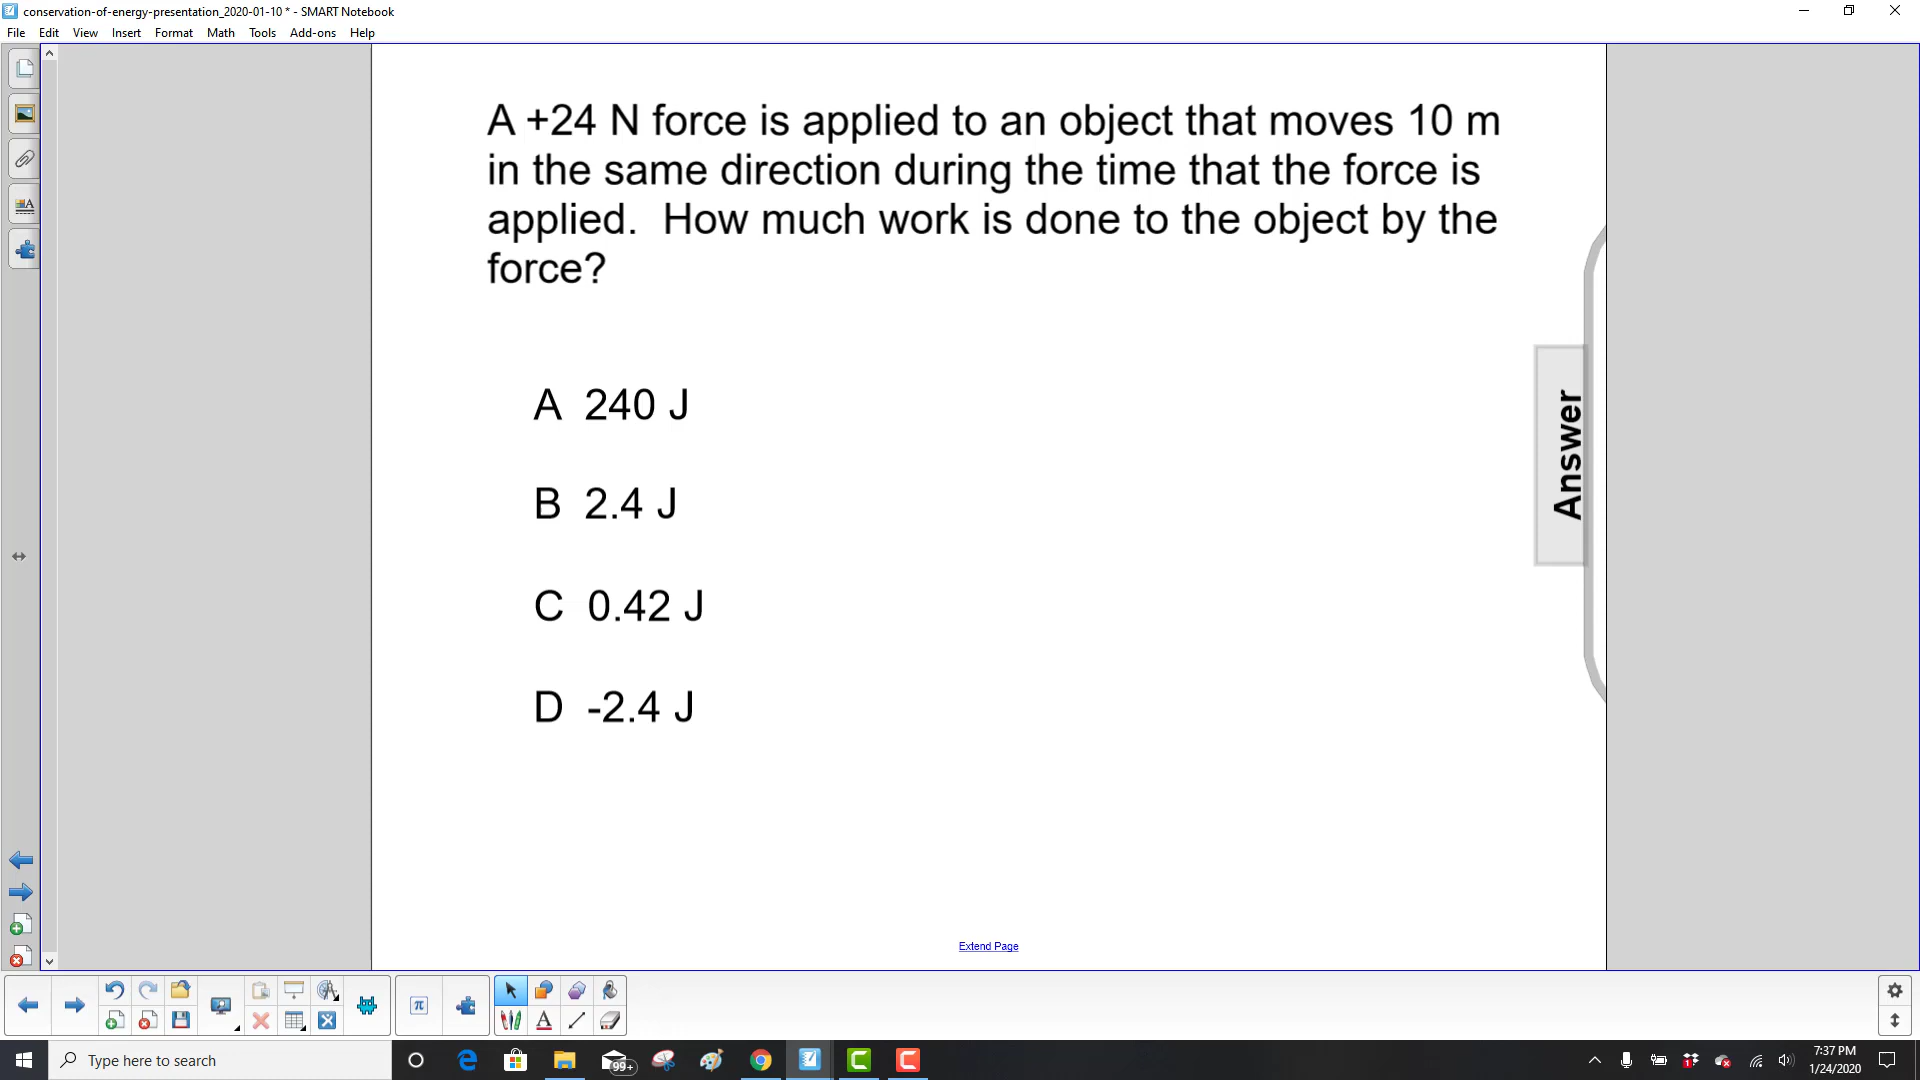 conservation-of-energy-presentation_2020-01-10 * - SMART Notebook
File Edit View Insert Format Math Tools Add-ons Help
A +24 N force is applied to an object that moves 10 m
in the same direction during the time that the force is
applied.  How much work is done to the object by the
force?
A 240 J
B 2.4 J
C 0.42 J
D -2.4 J
Answer
Extend Page
π
A
Type here to search
99+
1
7:37 PM
1/24/2020